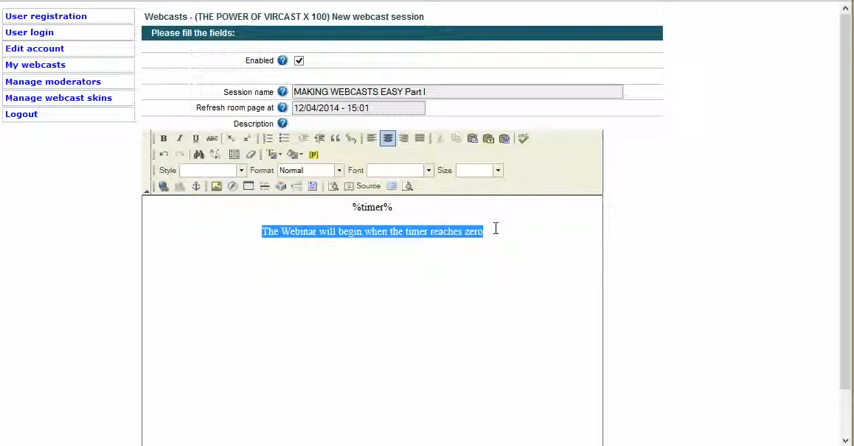 User registration
User login
Edit account
My webcasts
Manage moderators
Manage webcast skins
Logout
Webcasts - (THE POWER OF VIRCAST X 100) New webcast session
Please fill the fields:
Enabled
Session name MAKING WEBCASTS EASY Part I
Refresh room page at 12/04/2014 - 15:01
Description
B I U ABC
Style Format Normal Font Size
Source
%timer%
The Webinar will begin when the timer reaches zero